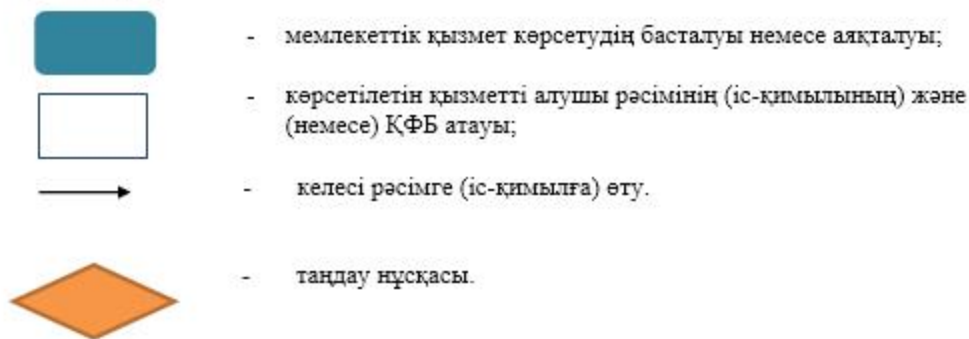 - мемлекеттік қызмет көрсетудің басталуы немесе аяқталуы;
- көрсетілетін қызметті алушы рәсімінің (іс-қимылының) және
(немесе) ҚФБ атауы;
- келесі рәсімге (іс-қимылға) өту.
- таңдау нұсқасы.